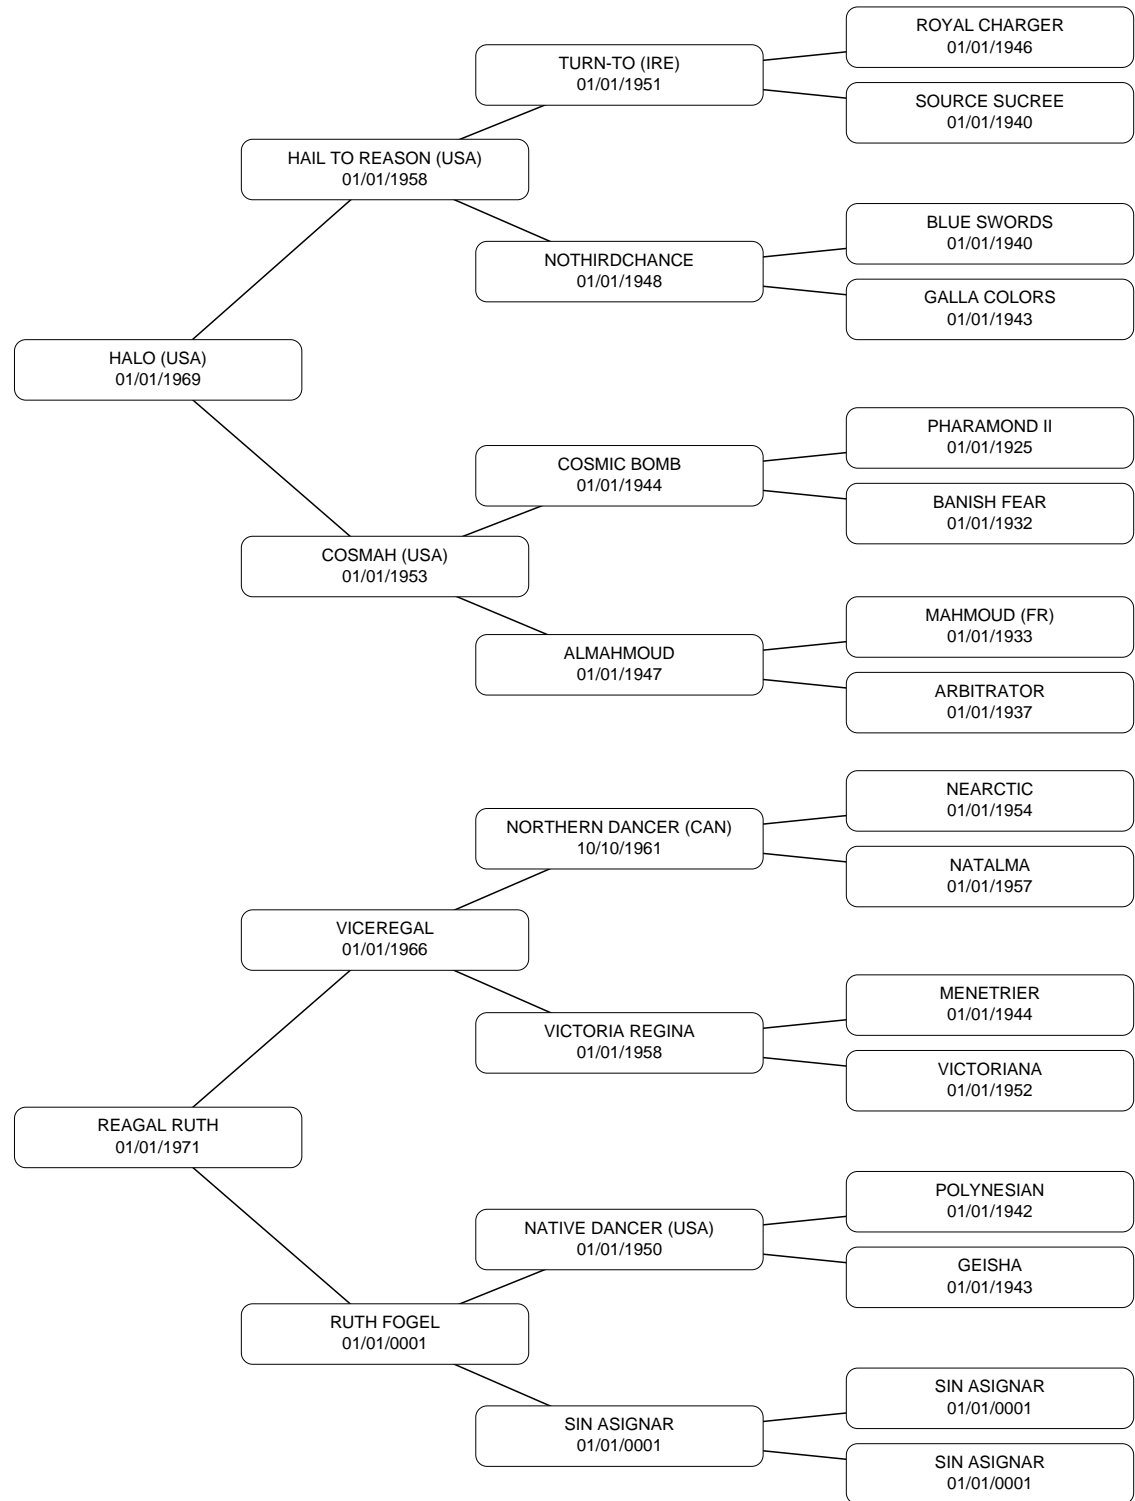 ROYAL CHARGER
01/01/1946
TURN-TO (IRE)
01/01/1951
SOURCE SUCREE
01/01/1940
HAIL TO REASON (USA)
01/01/1958
BLUE SWORDS
01/01/1940
NOTHIRDCHANCE
01/01/1948
GALLA COLORS
01/01/1943
HALO (USA)
01/01/1969
PHARAMOND II
01/01/1925
COSMIC BOMB
01/01/1944
BANISH FEAR
01/01/1932
COSMAH (USA)
01/01/1953
MAHMOUD (FR)
01/01/1933
ALMAHMOUD
01/01/1947
ARBITRATOR
01/01/1937
NEARCTIC
01/01/1954
NORTHERN DANCER (CAN)
10/10/1961
NATALMA
01/01/1957
VICEREGAL
01/01/1966
MENETRIER
01/01/1944
VICTORIA REGINA
01/01/1958
VICTORIANA
01/01/1952
REAGAL RUTH
01/01/1971
POLYNESIAN
01/01/1942
NATIVE DANCER (USA)
01/01/1950
GEISHA
01/01/1943
RUTH FOGEL
01/01/0001
SIN ASIGNAR
01/01/0001
SIN ASIGNAR
01/01/0001
SIN ASIGNAR
01/01/0001